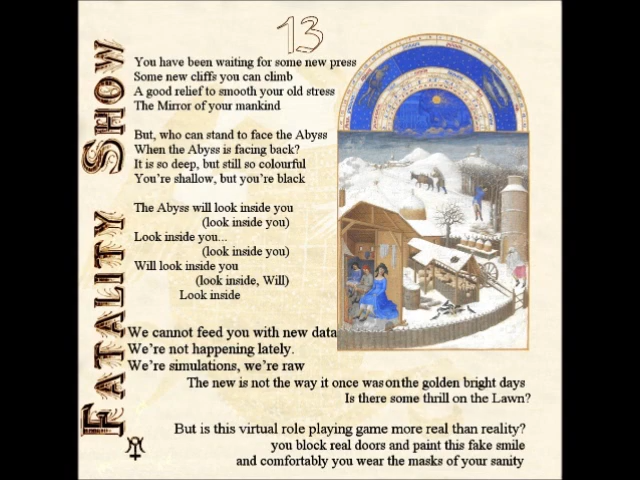 13
FATALITY SHOW
You have been waiting for some new press
Some new cliffs you can climb
A good relief to smooth your old stress
The Mirror of your mankind
But, who can stand to face the Abyss
When the Abyss is facing back?
It is so deep, but still so colourful
You're shallow, but you're black
The Abyss will look inside you
(look inside you)
Look inside you...
(look inside you)
Will look inside you
(look inside, Will)
Look inside
We cannot feed you with new data
We're not happening lately.
We're simulations, we're raw
The new is not the way it once was on the golden bright days
Is there some thrill on the Lawn?
But is this virtual role playing game more real than reality?
you block real doors and paint this fake smile
and comfortably you wear the masks of your sanity